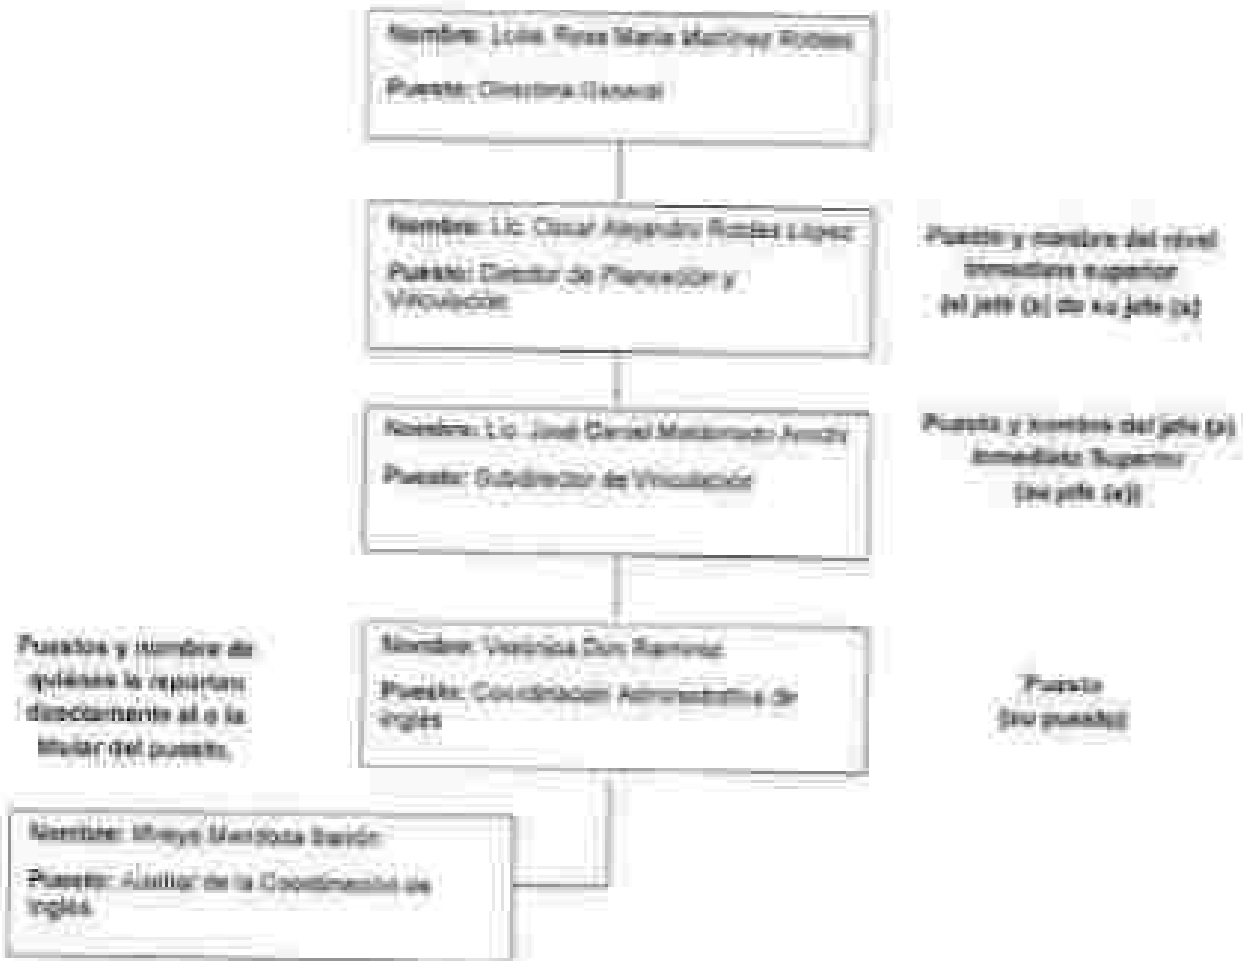 Nombre: Rosa María Martínez Robles
Puesto: Directora General
Nombre: Lic. Oscar Alejandro Robles López
Puesto: Director de Planeación y
Vinculación
Puesto y nombre del nivel
inmediato superior
(el jefe (a) de su jefe (a)
Nombre: Lic. José Daniel Maldonado
Puesto: Subdirector de Vinculación
Puesto y nombre del jefe (a)
Inmediato Superior
(su jefe (a))
Puestos y nombre de
quiénes le reportan
directamente al o la
titular del puesto.
Nombre: Verónica Ramírez
Puesto: Coordinación Administrativa de
Inglés
Puesto
(su puesto)
Nombre: Mendoza
Puesto: Auxiliar de la Coordinación de
Inglés